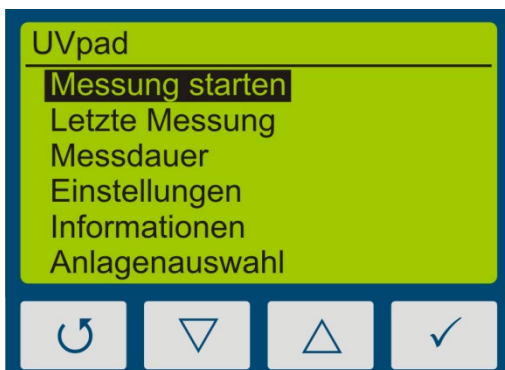 UVpad
Messung starten
Letzte Messung
Messdauer
Einstellungen
Informationen
Anlagenauswahl